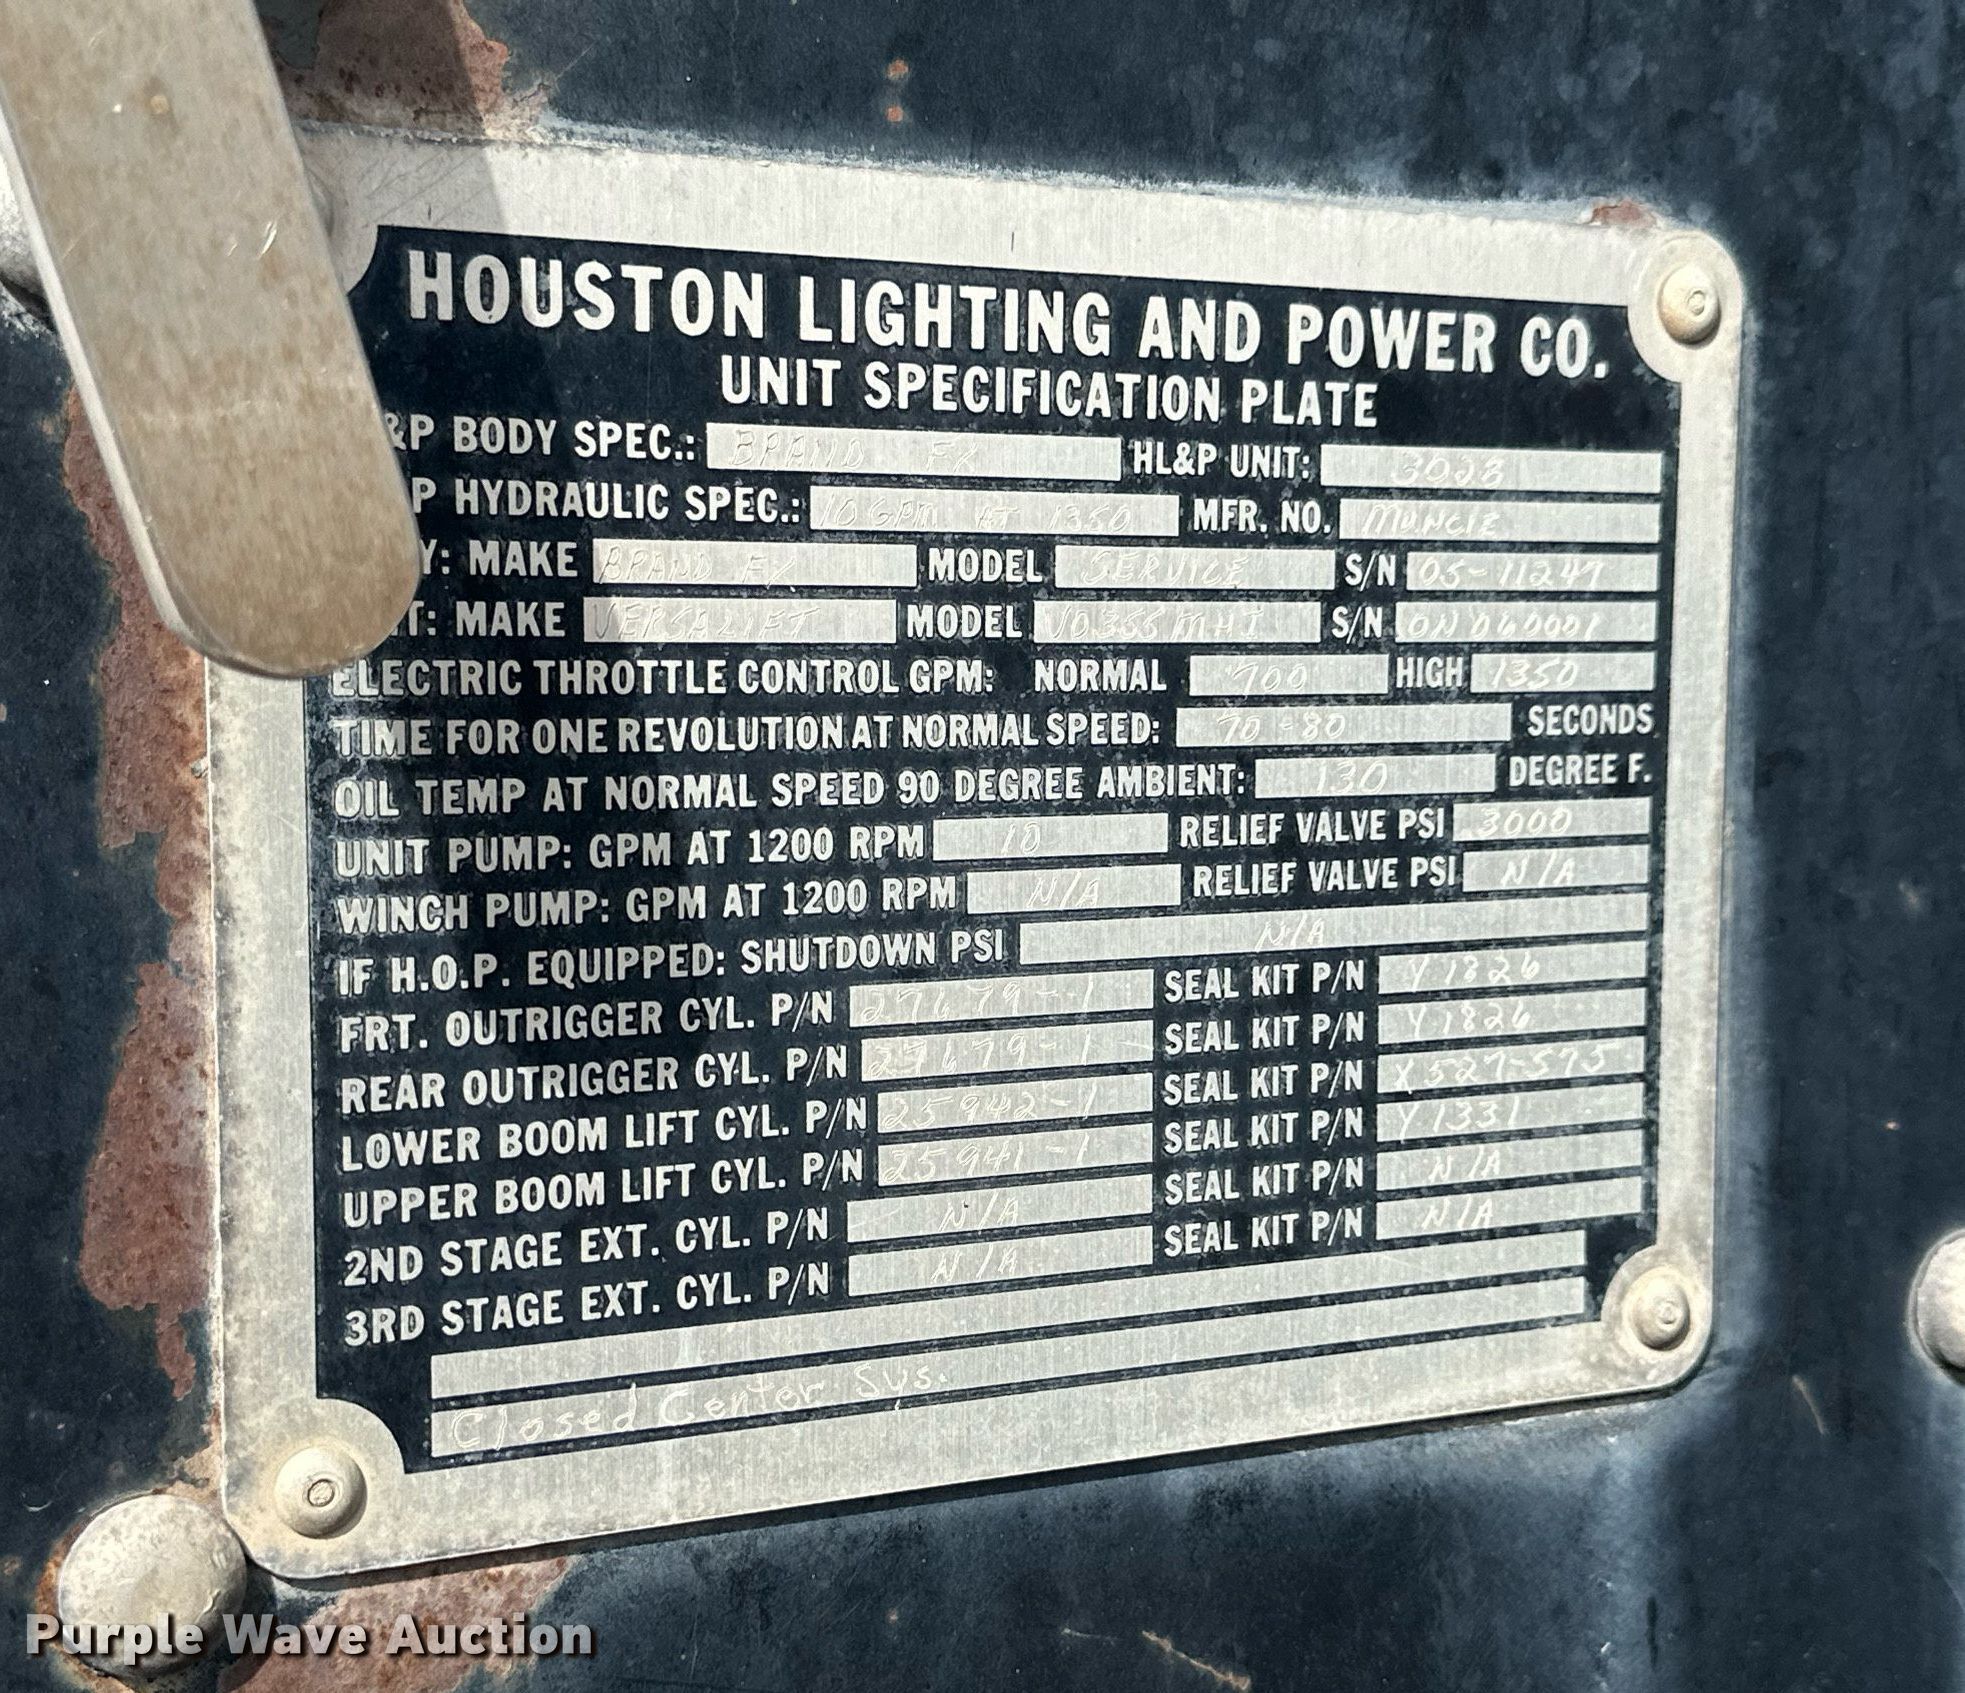 HOUSTON LIGHTING AND POWER CO.
UNIT SPECIFICATION PLATE
&P BODY SPEC.: BRAND FX HL&P UNIT: 3023
P HYDRAULIC SPEC.: 10 GPM AT 1350 MFR. NO. MUNCIE
Y: MAKE BRAND FX MODEL SERVICE S/N 05-11247
T: MAKE VERSALIFT MODEL VO355MHI S/N
ELECTRIC THROTTLE CONTROL GPM: NORMAL 700 HIGH 1350
TIME FOR ONE REVOLUTION AT NORMAL SPEED: 70-80 SECONDS
OIL TEMP AT NORMAL SPEED 90 DEGREE AMBIENT: 130 DEGREE F.
UNIT PUMP: GPM AT 1200 RPM 10 RELIEF VALVE PSI 3000
WINCH PUMP: GPM AT 1200 RPM N/A RELIEF VALVE PSI N/A
IF H.O.P. EQUIPPED: SHUTDOWN PSI N/A
FRT. OUTRIGGER CYL. P/N 27679-1 SEAL KIT P/N Y1826
REAR OUTRIGGER CYL. P/N 27679-1 SEAL KIT P/N Y1826
LOWER BOOM LIFT CYL. P/N 25942-1 SEAL KIT P/N X527-575
UPPER BOOM LIFT CYL. P/N 25941-1 SEAL KIT P/N Y1331
2ND STAGE EXT. CYL. P/N N/A SEAL KIT P/N N/A
3RD STAGE EXT. CYL. P/N N/A SEAL KIT P/N N/A
Closed Center Sys.
Purple Wave Auction